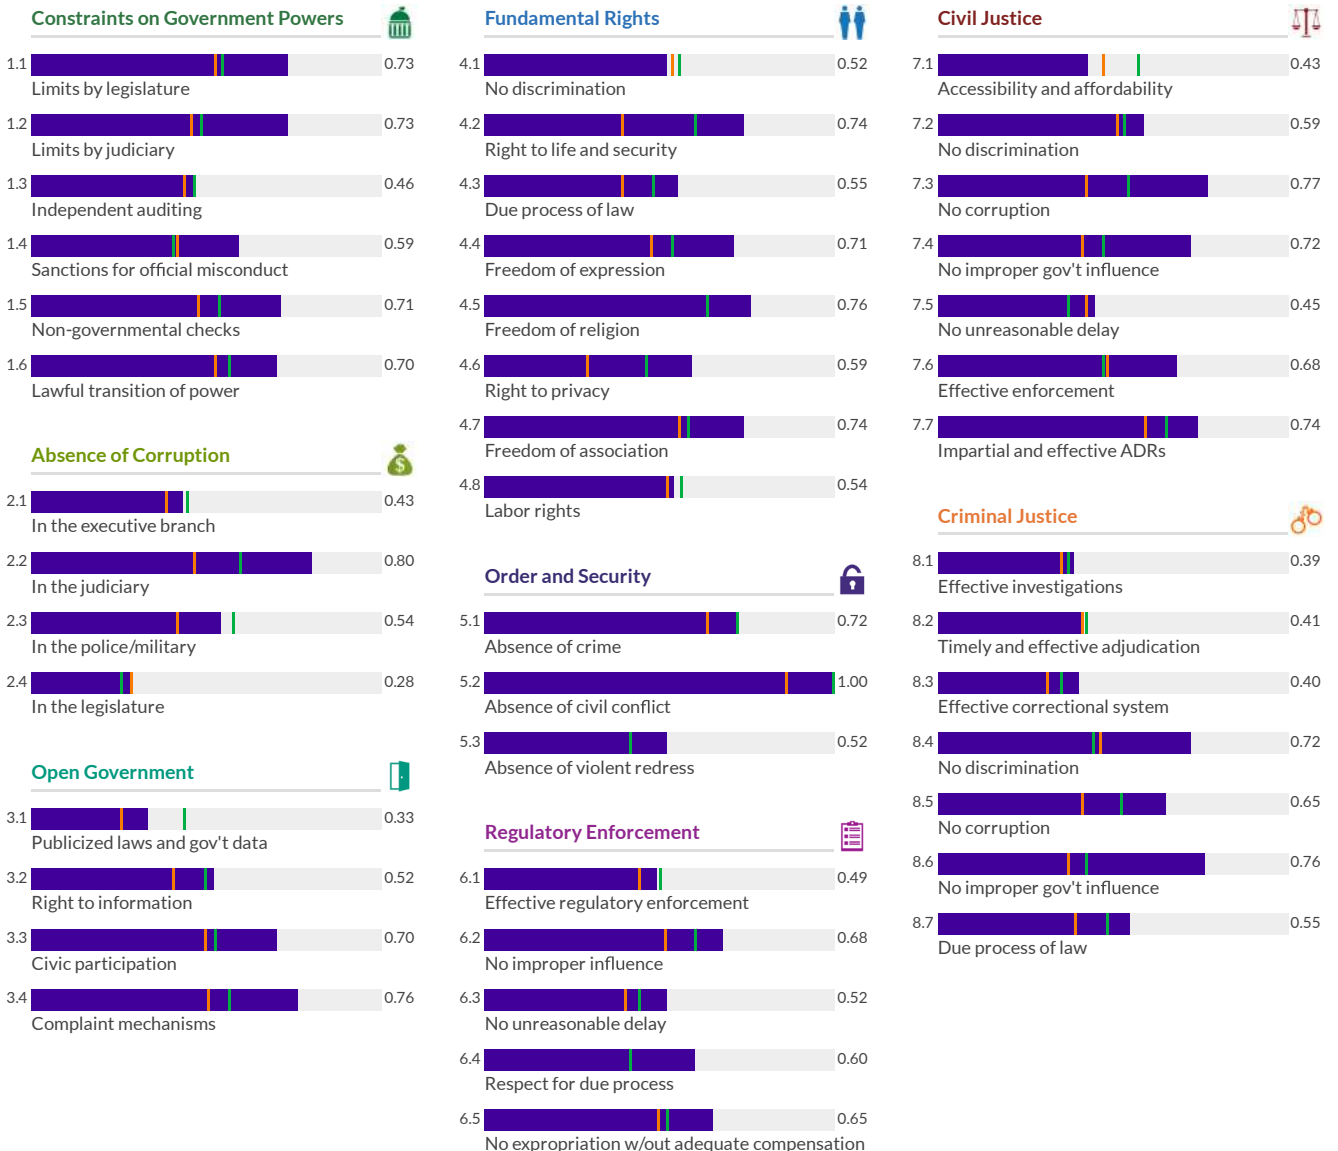 Constraints on Government Powers
1.1 0.73
Limits by legislature
1.2 0.73
Limits by judiciary
1.3 0.46
Independent auditing
1.4 0.59
Sanctions for official misconduct
1.5 0.71
Non-governmental checks
1.6 0.70
Lawful transition of power
Absence of Corruption
$
2.1 0.43
In the executive branch
2.2 0.80
In the judiciary
2.3 0.54
In the police/military
2.4 0.28
In the legislature
Open Government
3.1 0.33
Publicized laws and gov't data
3.2 0.52
Right to information
3.3 0.70
Civic participation
3.4 0.76
Complaint mechanisms
Fundamental Rights
4.1 0.52
No discrimination
4.2 0.74
Right to life and security
4.3 0.55
Due process of law
4.4 0.71
Freedom of expression
4.5 0.76
Freedom of religion
4.6 0.59
Right to privacy
4.7 0.74
Freedom of association
4.8 0.54
Labor rights
Order and Security
5.1 0.72
Absence of crime
5.2 1.00
Absence of civil conflict
5.3 0.52
Absence of violent redress
Regulatory Enforcement
6.1 0.49
Effective regulatory enforcement
6.2 0.68
No improper influence
6.3 0.52
No unreasonable delay
6.4 0.60
Respect for due process
6.5 0.65
No expropriation w/out adequate compensation
Civil Justice
7.1 0.43
Accessibility and affordability
7.2 0.59
No discrimination
7.3 0.77
No corruption
7.4 0.72
No improper gov't influence
7.5 0.45
No unreasonable delay
7.6 0.68
Effective enforcement
7.7 0.74
Impartial and effective ADRs
Criminal Justice
8.1 0.39
Effective investigations
8.2 0.41
Timely and effective adjudication
8.3 0.40
Effective correctional system
8.4 0.72
No discrimination
8.5 0.65
No corruption
8.6 0.76
No improper gov't influence
8.7 0.55
Due process of law